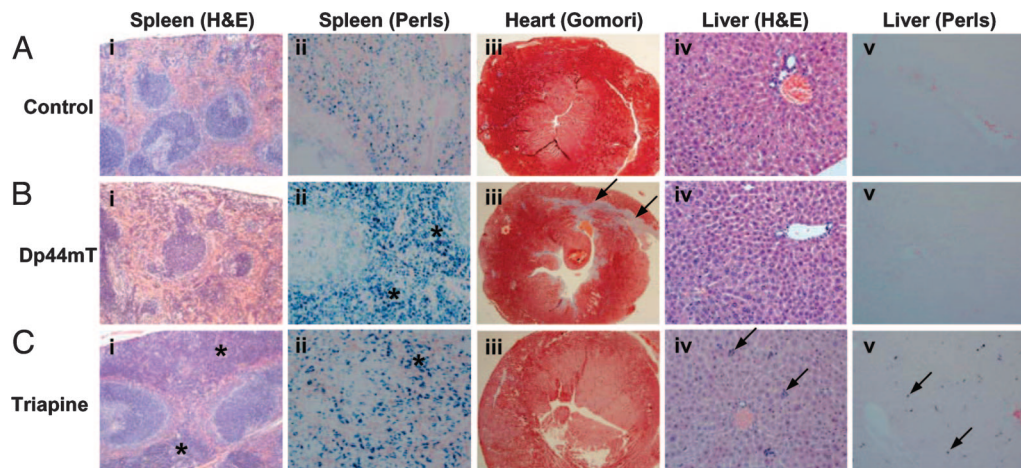 Spleen (H&E) Spleen (Perls) Heart (Gomori) Liver (H&E) Liver (Perls)
A i ii iii iv v
Control
B i ii iii iv v
Dp44mT * *
C i ii iii iv v
Triapine * * *